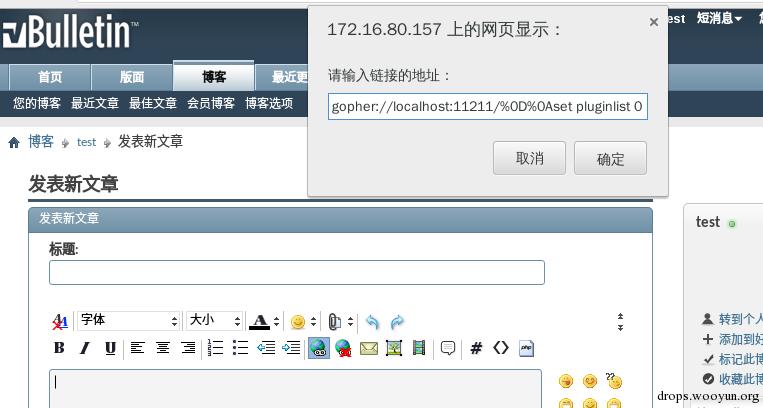 vBulletin™
172.16.80.157 上的网页显示：
请输入链接的地址：
gopher://localhost:11211/%0D%0Aset pluginlist 0
取消
确定
est 短消息
首页 版面 博客 最近更
您的博客 最近文章 最佳文章 会员博客 博客选项
博客 test 发表新文章
发表新文章
发表新文章
标题:
字体 大小 A
B I U # <> php
test
转到个人
添加到好
标记此博
收藏此博
drops.wooyun.org